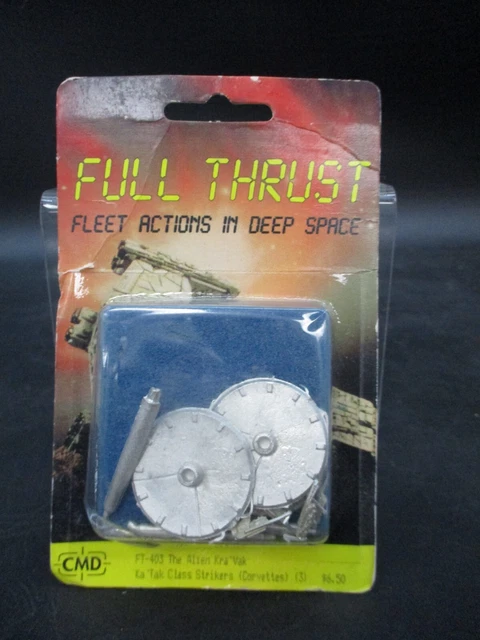 FULL THRUST
FLEET ACTIONS IN DEEP SPACE
FT-403 The Alien Kra'Vak
Ka'Tak Class Strikers (Corvettes) (3) $6.50
CMD